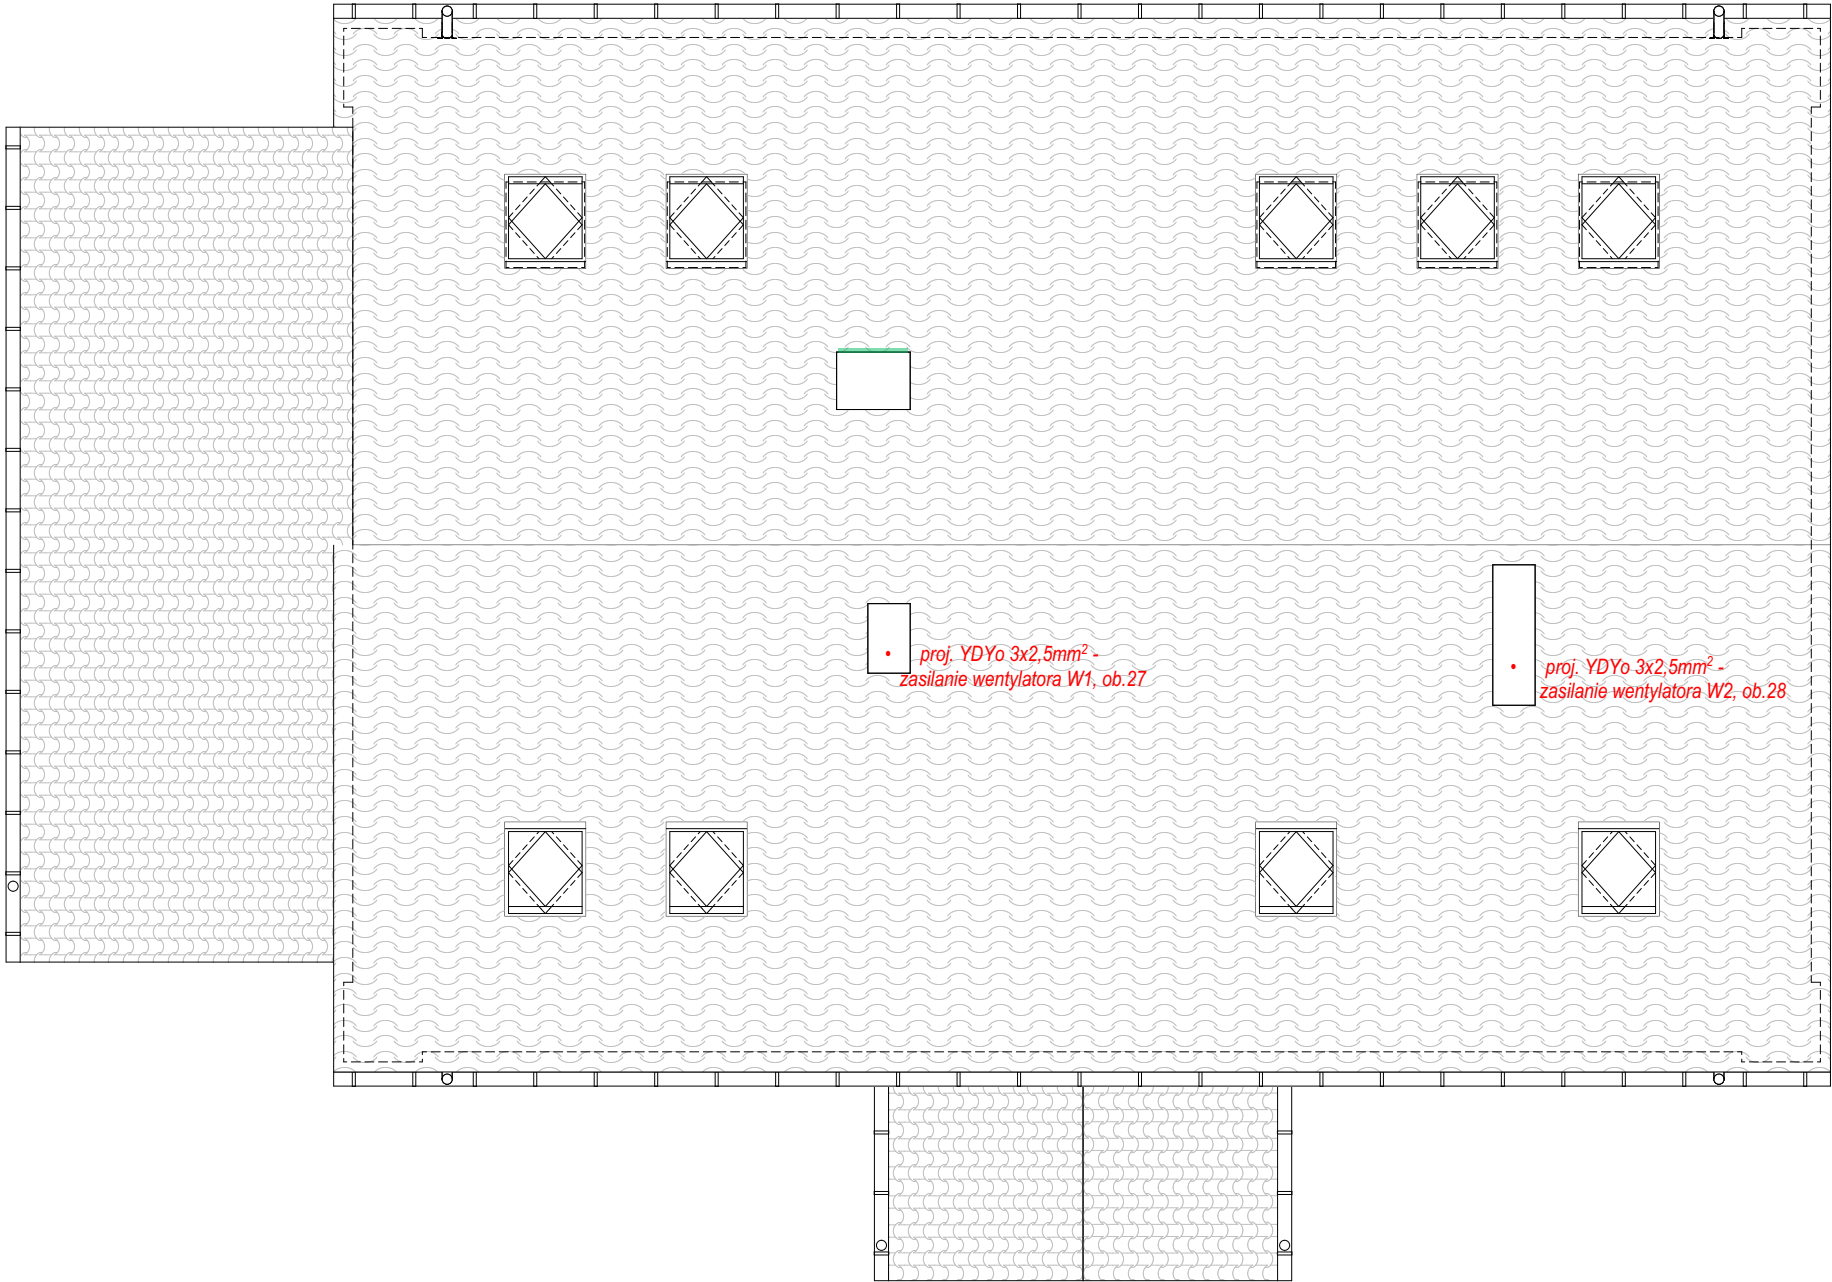 proj. YDYo 3x2,5mm² -
zasilanie wentylatora W1, ob.27
proj. YDYo 3x2,5mm² -
zasilanie wentylatora W2, ob.28